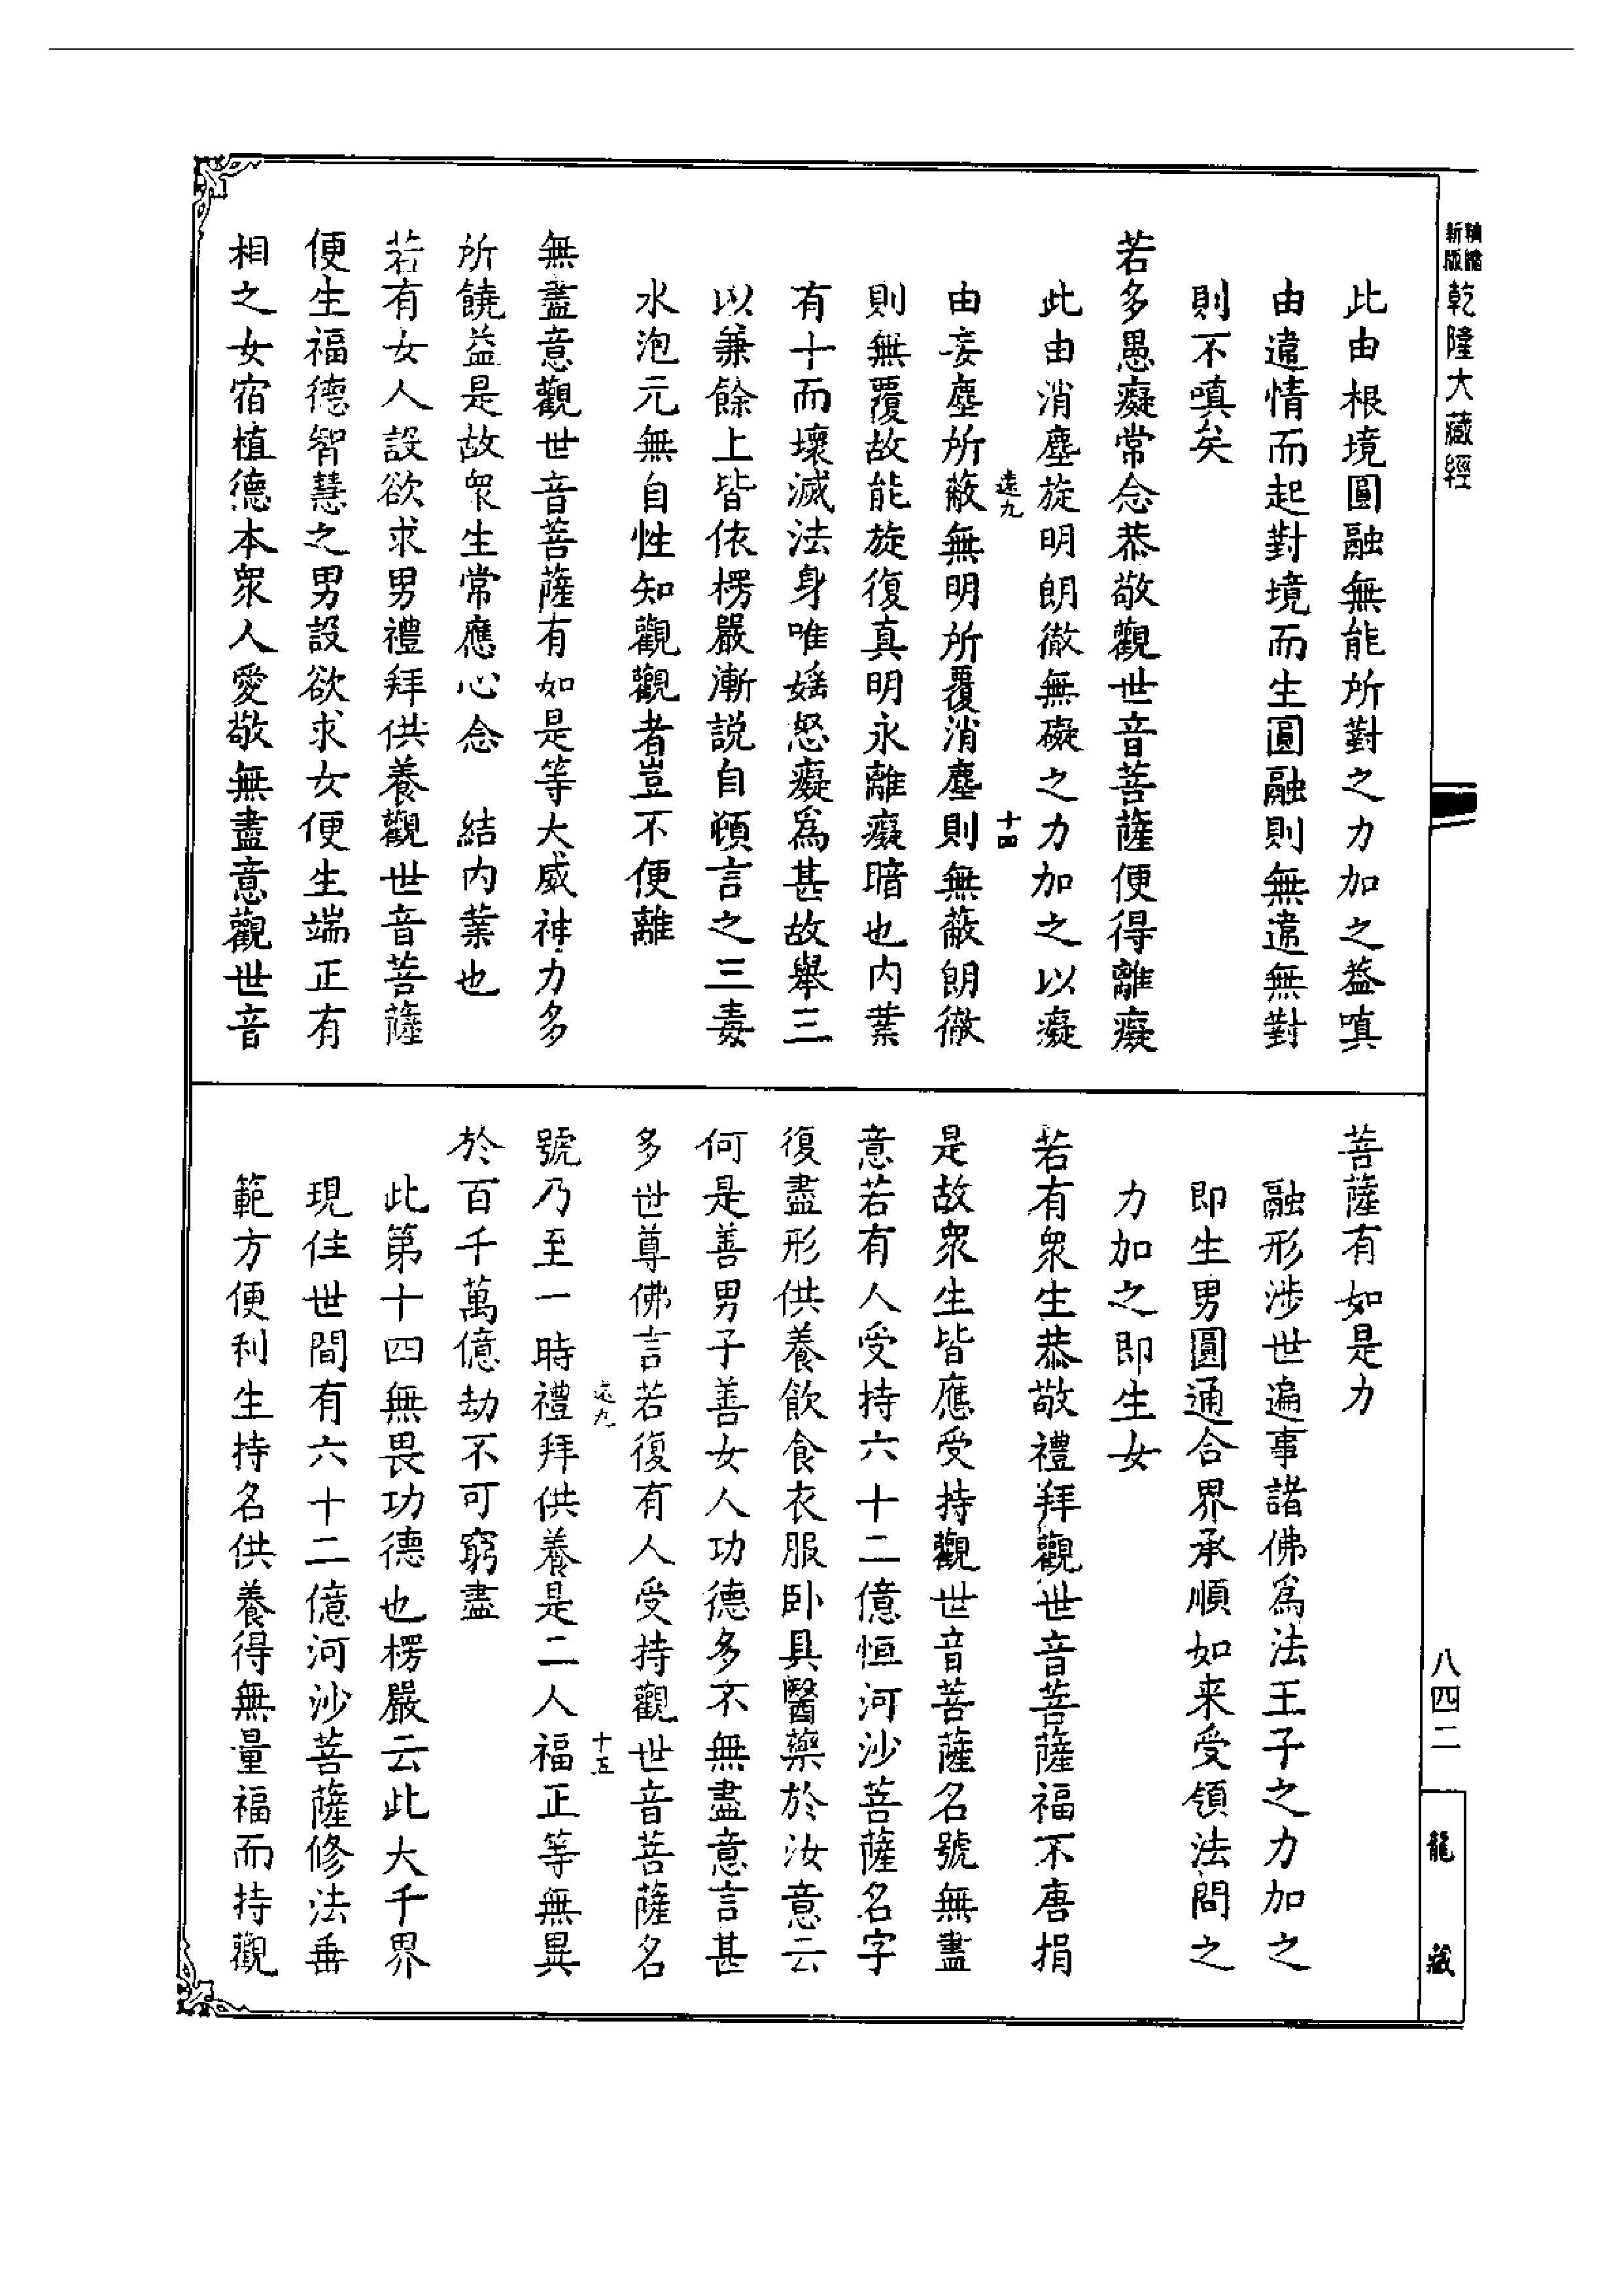 新版
精縮
乾隆大藏經
此由根境圓融無能所對之力加之葢嗔
由違情而起對境而生圓融則無違無對
則不嗔矣
若多愚癡常念恭敬觀世音菩薩便得離癡
此由消塵旋明朗徹無礙之力加之以癡
遠九
十四
由妄塵所蔽無明所覆消塵則無蔽朗徹
則無覆故能旋復真明永離癡暗也内業
有十而壞滅法身唯婬怒癡爲甚故舉三
以兼餘上皆依楞嚴漸説自頓言之三毒
水泡元無自性知觀觀者豈不便離
無盡意觀世音菩薩有如是等大威神力多
所饒益是故衆生常應心念　結内業也
若有女人設欲求男禮拜供養觀世音菩薩
便生福德智慧之男設欲求女便生端正有
相之女宿植德本衆人愛敬無盡意觀世音
菩薩有如是力
融形涉世遍事諸佛爲法王子之力加之
即生男圓通合界承順如来受領法門之
力加之即生女
若有衆生恭敬禮拜觀世音菩薩福不唐捐
是故衆生皆應受持觀世音菩薩名號無盡
意若有人受持六十二億恒河沙菩薩名字
復盡形供養飲食衣服卧具醫藥於汝意云
何是善男子善女人功德多不無盡意言甚
多世尊佛言若復有人受持觀世音菩薩名
遠九
十五
號乃至一時禮拜供養是二人福正等無異
於百千萬億劫不可窮盡
此第十四無畏功德也楞嚴云此大千界
現住世間有六十二億河沙菩薩修法垂
範方便利生持名供養得無量福而持觀
八四二
龍藏